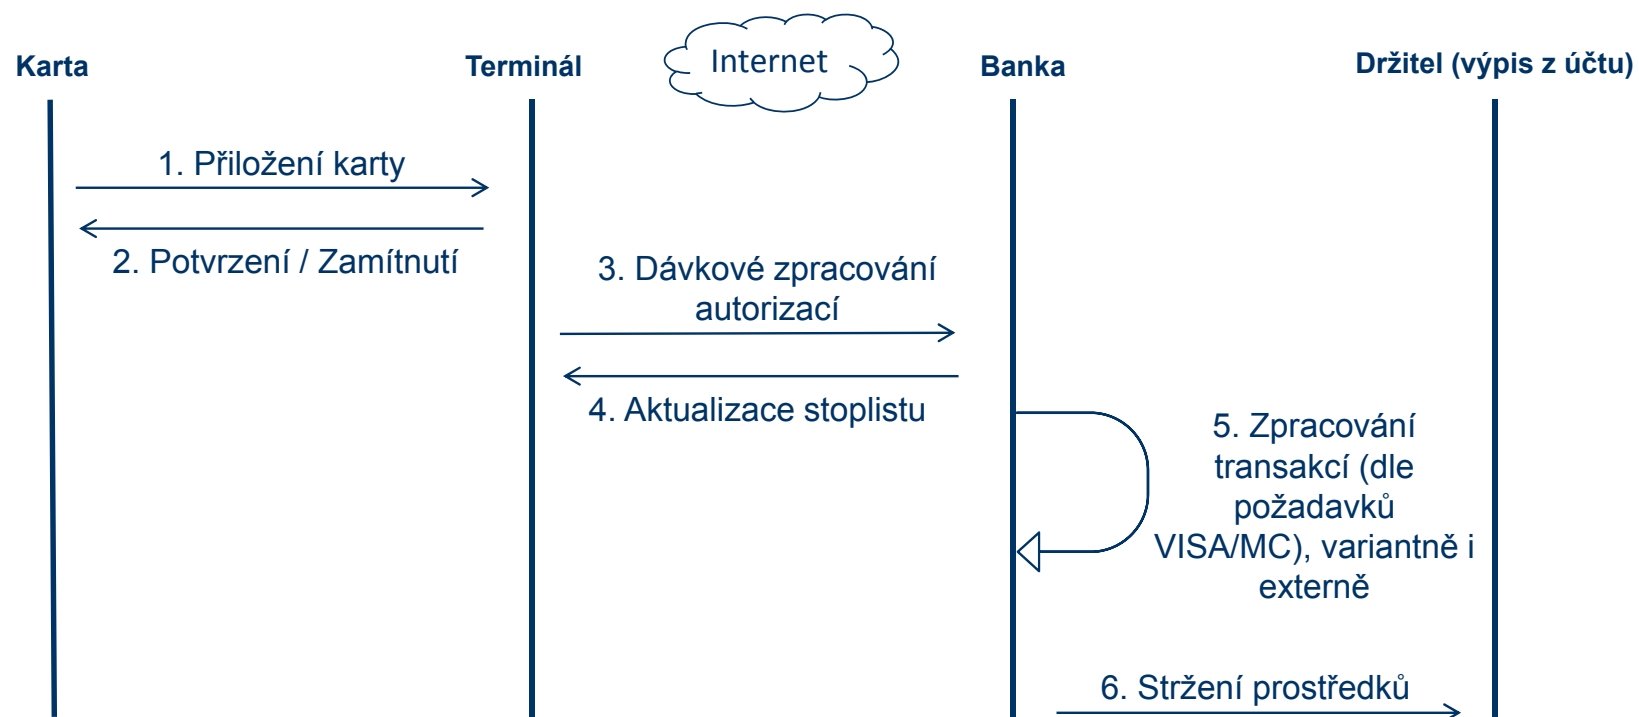 Karta
Terminál
Internet
Banka
Držitel (výpis z účtu)
1. Přiložení karty
2. Potvrzení / Zamítnutí
3. Dávkové zpracování
autorizací
4. Aktualizace stoplistu
5. Zpracování
transakcí (dle
požadavků
VISA/MC), variantně i
externě
6. Stržení prostředků